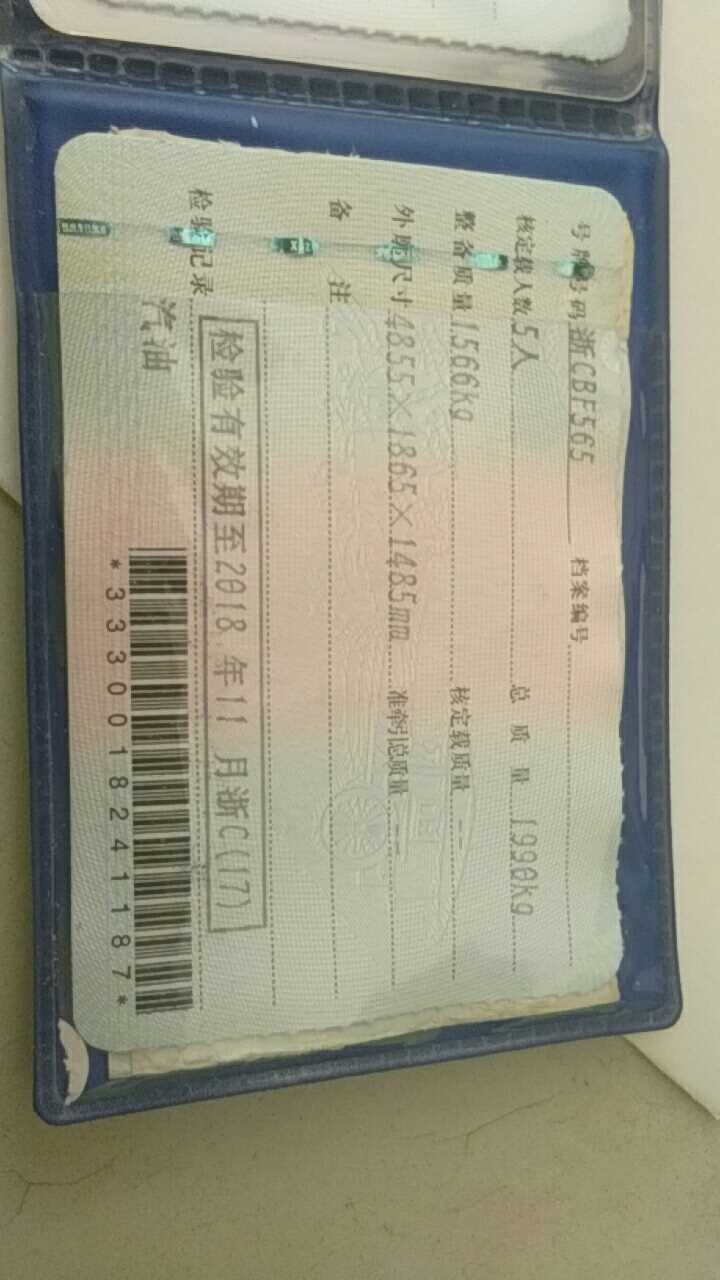 号牌号码 浙CBF565 档案编号
核定载人数 5人 总质量 1990kg
整备质量 1566kg 核定载质量 --
外廓尺寸 4855×1865×1485mm 准牵引总质量 --
备注
检验有效期至2018年11月浙C(17)
检验记录
汽油
*3330018241187*